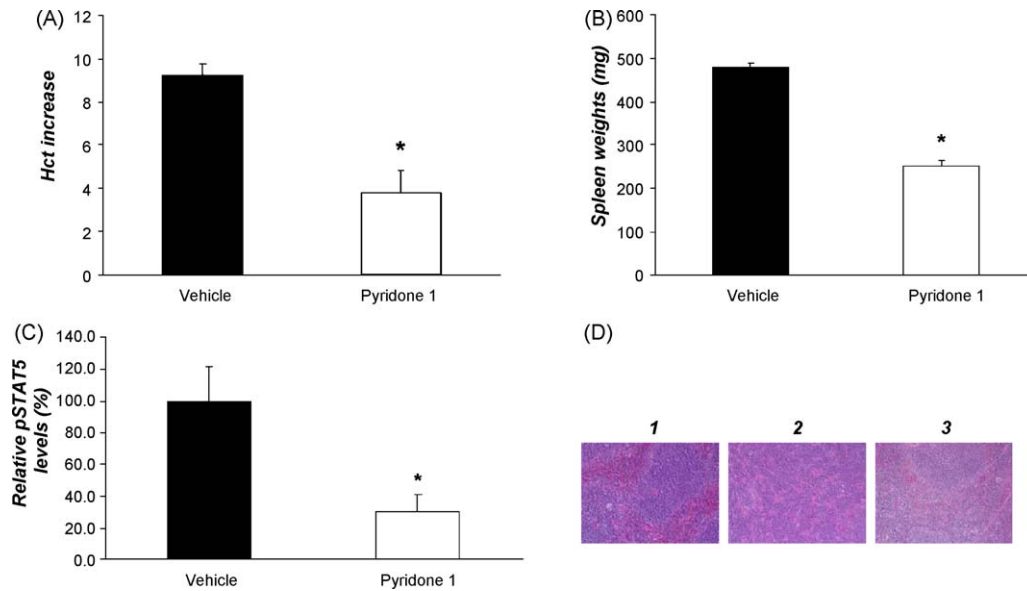 (A)
Hct increase
12
10
8
6
4
2
0
*
Vehicle
Pyridone 1
(B)
Spleen weights (mg)
600
500
400
300
200
100
0
*
Vehicle
Pyridone 1
(C)
Relative pSTAT5
levels (%)
140.0
120.0
100.0
80.0
60.0
40.0
20.0
0.0
*
Vehicle
Pyridone 1
(D)
1
2
3